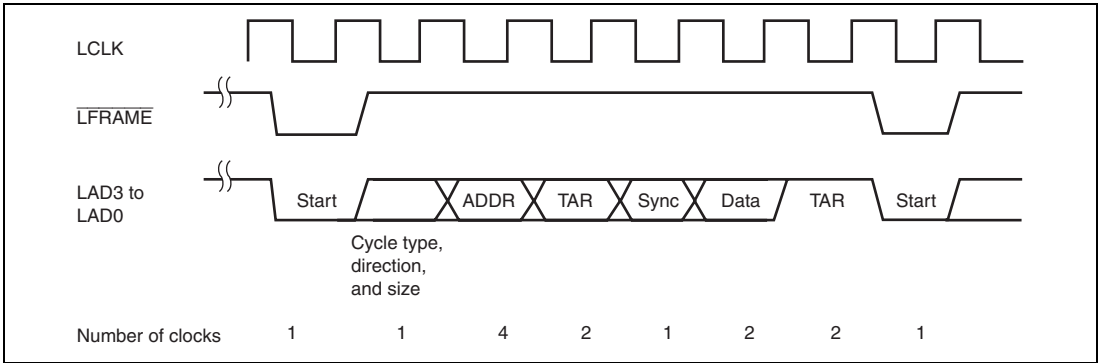 LCLK
LFRAME
LAD3 to
LAD0
Start ADDR TAR Sync Data TAR Start
Cycle type,
direction,
and size
Number of clocks 1 1 4 2 1 2 2 1